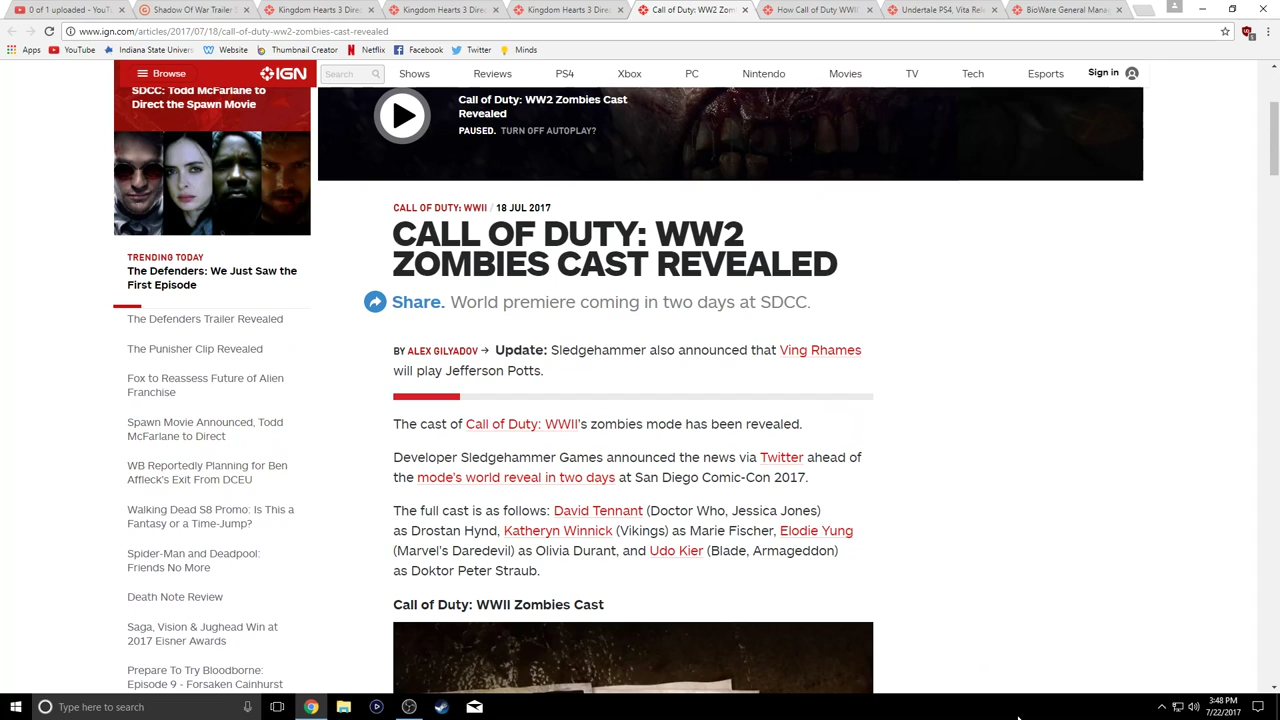 0 of 1 uploaded - YouTu
Shadow Of War Trailer B
Kingdom Hearts 3 Direc
Kingdom Hearts 3 Direc
Kingdom Hearts 3 Direc
Call of Duty: WW2 Zom
How Call Of Duty WWII
Undertale PS4, Vita Rele
BioWare General Manag
www.ign.com/articles/2017/07/18/call-of-duty-ww2-zombies-cast-revealed
Apps
YouTube
Indiana State Univers
Website
Thumbnail Creator
Netflix
Facebook
Twitter
Minds
Browse
IGN
Search
Shows
Reviews
PS4
Xbox
PC
Nintendo
Movies
TV
Tech
Esports
Sign in
SDCC: Todd McFarlane to
Direct the Spawn Movie
TRENDING TODAY
The Defenders: We Just Saw the
First Episode
The Defenders Trailer Revealed
The Punisher Clip Revealed
Fox to Reassess Future of Alien
Franchise
Spawn Movie Announced, Todd
McFarlane to Direct
WB Reportedly Planning for Ben
Affleck's Exit From DCEU
Walking Dead S8 Promo: Is This a
Fantasy or a Time-Jump?
Spider-Man and Deadpool:
Friends No More
Death Note Review
Saga, Vision & Jughead Win at
2017 Eisner Awards
Prepare To Try Bloodborne:
Episode 9 - Forsaken Cainhurst
Call of Duty: WW2 Zombies Cast
Revealed
PAUSED. TURN OFF AUTOPLAY?
CALL OF DUTY: WWII / 18 JUL 2017
CALL OF DUTY: WW2
ZOMBIES CAST REVEALED
Share. World premiere coming in two days at SDCC.
BY ALEX GILYADOV → Update: Sledgehammer also announced that Ving Rhames
will play Jefferson Potts.
The cast of Call of Duty: WWII's zombies mode has been revealed.
Developer Sledgehammer Games announced the news via Twitter ahead of
the mode's world reveal in two days at San Diego Comic-Con 2017.
The full cast is as follows: David Tennant (Doctor Who, Jessica Jones)
as Drostan Hynd, Katheryn Winnick (Vikings) as Marie Fischer, Elodie Yung
(Marvel's Daredevil) as Olivia Durant, and Udo Kier (Blade, Armageddon)
as Doktor Peter Straub.
Call of Duty: WWII Zombies Cast
Type here to search
3:48 PM
7/22/2017